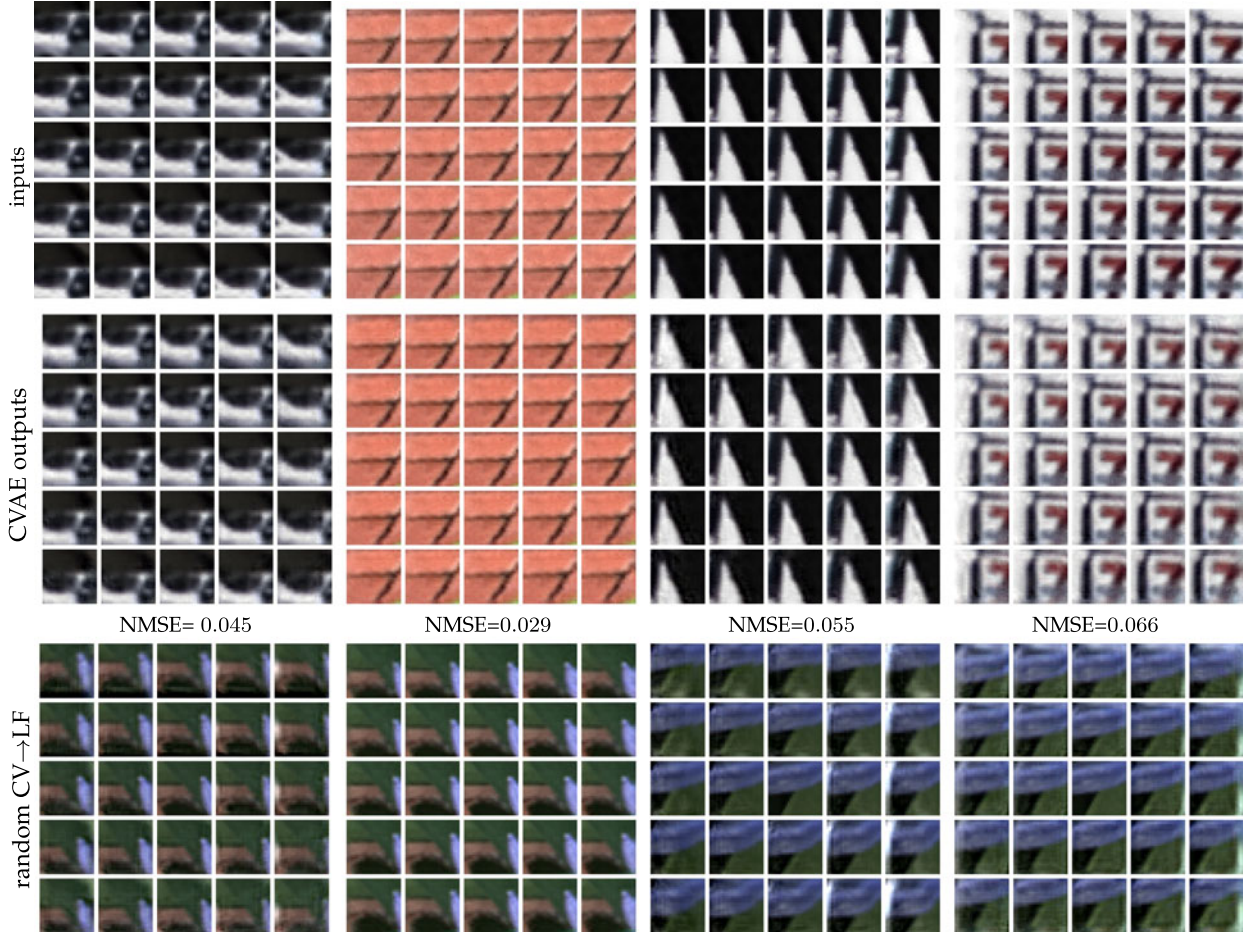 inputs
CVAE outputs
NMSE= 0.045
NMSE=0.029
NMSE=0.055
NMSE=0.066
random CV→LF